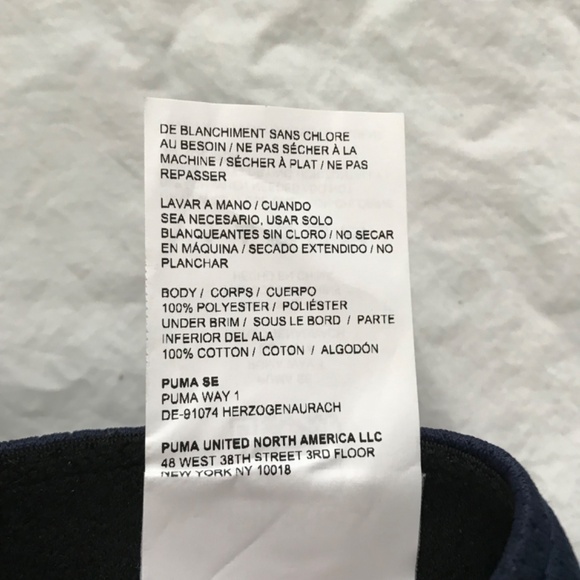 DE BLANCHIMENT SANS CHLORE
AU BESOIN / NE PAS SÉCHER À LA
MACHINE / SÉCHER À PLAT / NE PAS
REPASSER
LAVAR A MANO / CUANDO
SEA NECESARIO, USAR SOLO
BLANQUEANTES SIN CLORO / NO SECAR
EN MÁQUINA / SECADO EXTENDIDO / NO
PLANCHAR
BODY / CORPS / CUERPO
100% POLYESTER / POLIÉSTER
UNDER BRIM / SOUS LE BORD / PARTE
INFERIOR DEL ALA
100% COTTON / COTON / ALGODÓN
PUMA SE
PUMA WAY 1
DE-91074 HERZOGENAURACH
PUMA UNITED NORTH AMERICA LLC
48 WEST 38TH STREET 3RD FLOOR
NEW YORK NY 10018